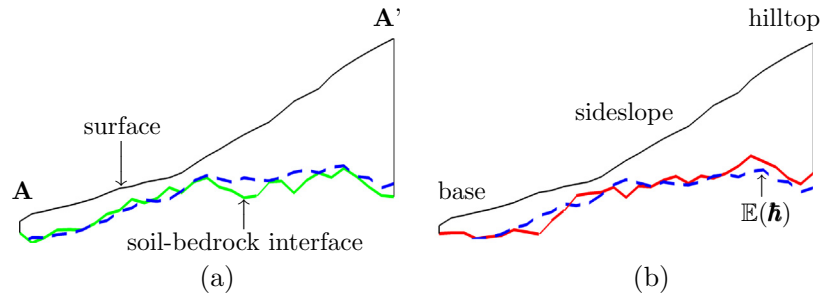 A'
surface
A
soil-bedrock interface
(a)
hilltop
sideslope
base
𝔼(ℏ)
(b)